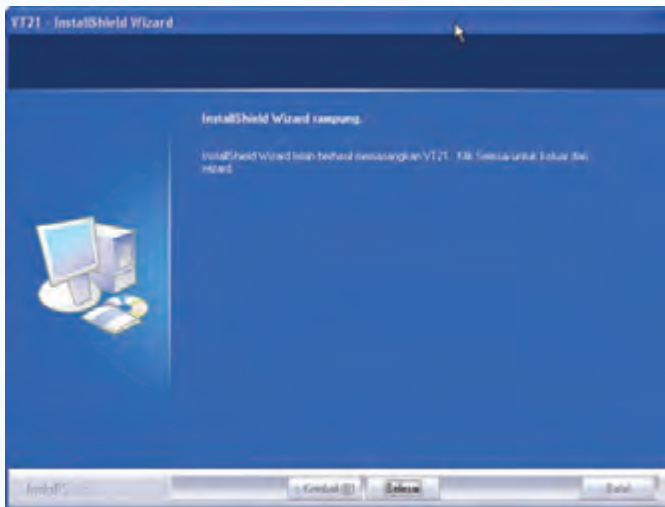 VT21 - InstallShield Wizard
InstallShield Wizard rampung.
InstallShield Wizard telah berhasil memasangkan VT21. Klik Selesai untuk keluar dari
wizard.
Kembali Selesai Batal